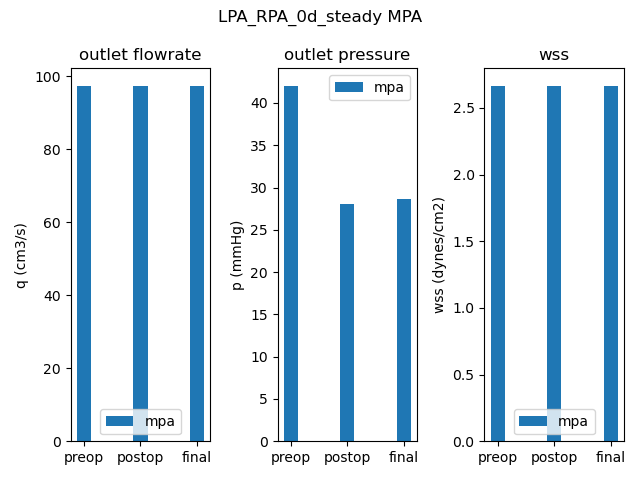 LPA_RPA_0d_steady MPA
outlet flowrate
q (cm3/s)
100
80
60
40
20
0
preop postop final
mpa
outlet pressure
p (mmHg)
40
35
30
25
20
15
10
5
0
preop postop final
mpa
wss
wss (dynes/cm2)
2.5
2.0
1.5
1.0
0.5
0.0
preop postop final
mpa